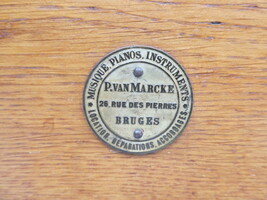 MUSIQUE, PIANOS, INSTRUMENTS
P. VAN MARCKE
26, RUE DES PIERRES
BRUGES
LOCATION, RÉPARATIONS, ACCORDAGES